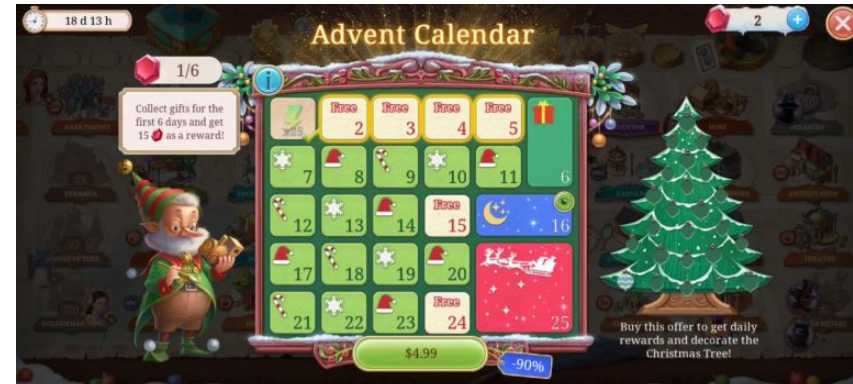 18 d 13 h
Advent Calendar
2
+
1/6
i
Collect gifts for the
first 6 days and get
15 as a reward!
x25
Free
2
Free
3
Free
4
Free
5
6
7
8
9
10
11
12
13
14
Free
15
16
17
18
19
20
21
22
23
Free
24
25
Buy this offer to get daily
rewards and decorate the
Christmas Tree!
$4.99
-90%